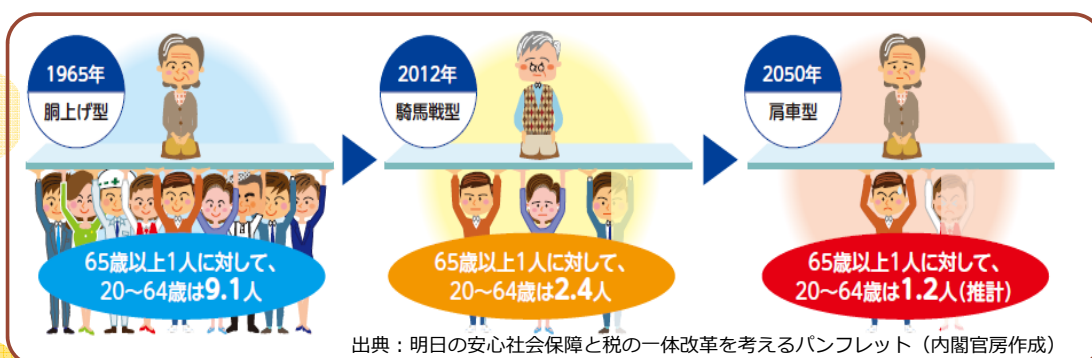 1965年
胴上げ型
65歳以上1人に対して、
20～64歳は9.1人
2012年
騎馬戦型
65歳以上1人に対して、
20～64歳は2.4人
2050年
肩車型
65歳以上1人に対して、
20～64歳は1.2人(推計)
出典：明日の安心社会保障と税の一体改革を考えるパンフレット（内閣官房作成）